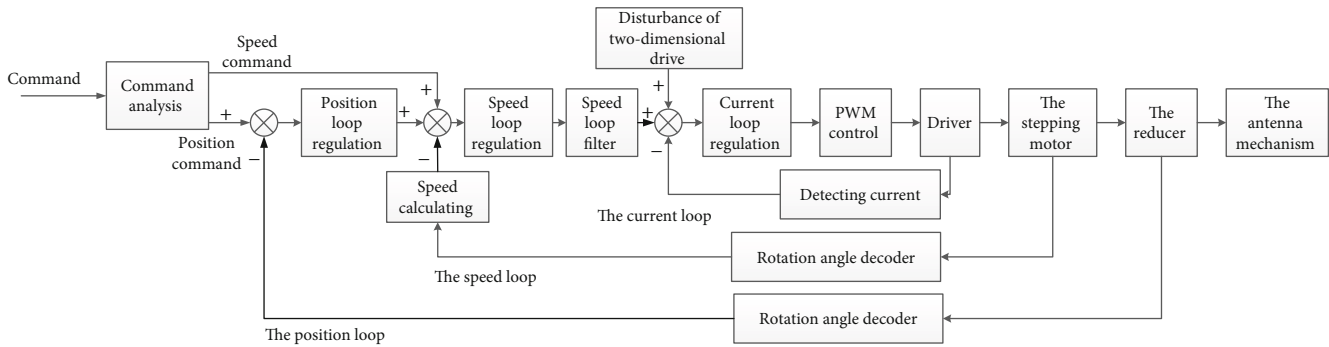 Disturbance of
two-dimensional
drive
Speed
command
Command
Command
analysis
+
+
+
Position
loop
regulation
+
Speed
loop
regulation
Speed
loop
filter
+
Current
loop
regulation
PWM
control
Driver
The
stepping
motor
The
reducer
The
antenna
mechanism
Position
command
−
−
−
Speed
calculating
Detecting current
The current loop
Rotation angle decoder
The speed loop
Rotation angle decoder
The position loop